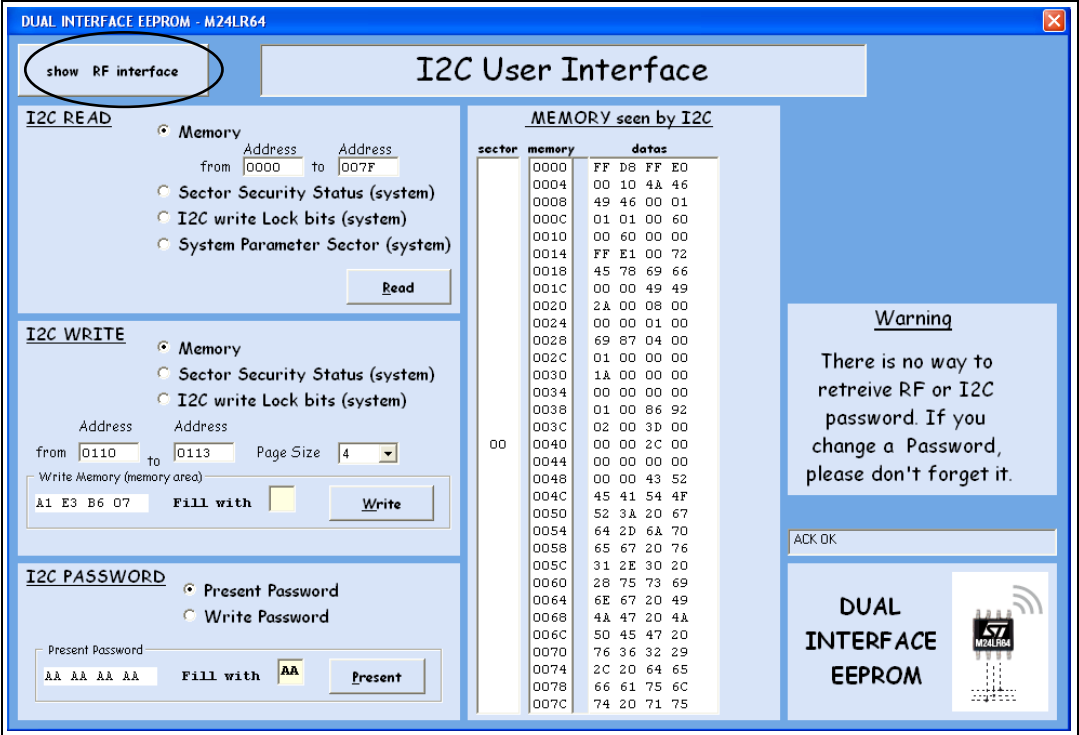 DUAL INTERFACE EEPROM - M24LR64
show RF interface
I2C User Interface
I2C READ
Memory
Address Address
from 0000 to 007F
Sector Security Status (system)
I2C write Lock bits (system)
System Parameter Sector (system)
Read
I2C WRITE
Memory
Sector Security Status (system)
I2C write Lock bits (system)
Address Address
from 0110 to 0113 Page Size 4
Write Memory (memory area)
A1 E3 B6 07 Fill with Write
I2C PASSWORD
Present Password
Write Password
Present Password
AA AA AA AA Fill with AA Present
MEMORY seen by I2C
sector memory datas
0000 FF D8 FF E0
0004 00 10 4A 46
0008 49 46 00 01
000C 01 01 00 60
0010 00 60 00 00
0014 FF E1 00 72
0018 45 78 69 66
001C 00 00 49 49
0020 2A 00 08 00
0024 00 00 01 00
0028 69 87 04 00
002C 01 00 00 00
0030 1A 00 00 00
0034 00 00 00 00
0038 01 00 86 92
003C 02 00 3D 00
00 0040 00 00 2C 00
0044 00 00 00 00
0048 00 00 43 52
004C 45 41 54 4F
0050 52 3A 20 67
0054 64 2D 6A 70
0058 65 67 20 76
005C 31 2E 30 20
0060 28 75 73 69
0064 6E 67 20 49
0068 4A 47 20 4A
006C 50 45 47 20
0070 76 36 32 29
0074 2C 20 64 65
0078 66 61 75 6C
007C 74 20 71 75
Warning
There is no way to
retreive RF or I2C
password. If you
change a Password,
please don't forget it.
ACK OK
DUAL
INTERFACE
EEPROM
ST
M24LR64